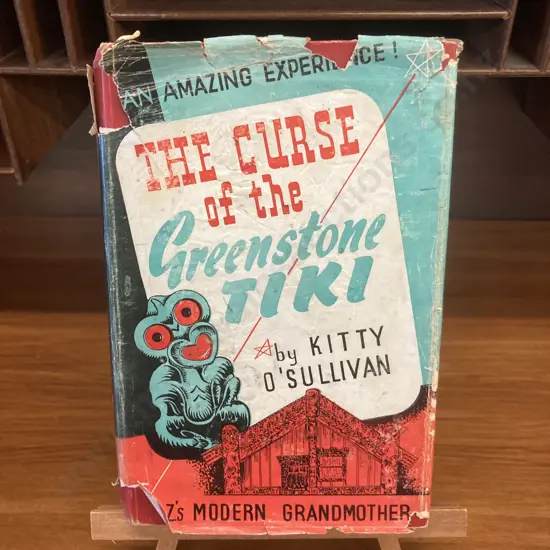 AN AMAZING EXPERIENCE!
THE CURSE
of the
Greenstone
TIKI
by KITTY
O'SULLIVAN
Z's MODERN GRANDMOTHER